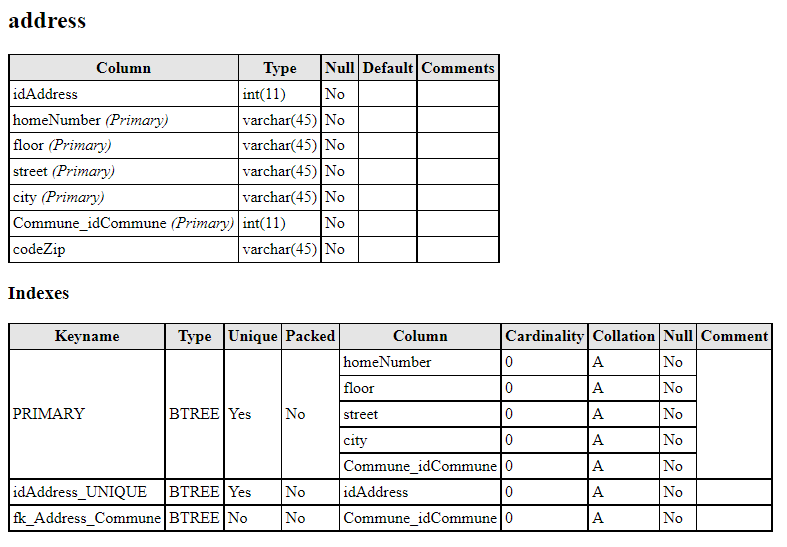 address
Column Type Null Default Comments
idAddress int(11) No
homeNumber (Primary) varchar(45) No
floor (Primary) varchar(45) No
street (Primary) varchar(45) No
city (Primary) varchar(45) No
Commune_idCommune (Primary) int(11) No
codeZip varchar(45) No
Indexes
Keyname Type Unique Packed Column Cardinality Collation Null Comment
homeNumber 0 A No
floor 0 A No
PRIMARY BTREE Yes No street 0 A No
city 0 A No
Commune_idCommune 0 A No
idAddress_UNIQUE BTREE Yes No idAddress 0 A No
fk_Address_Commune BTREE No No Commune_idCommune 0 A No